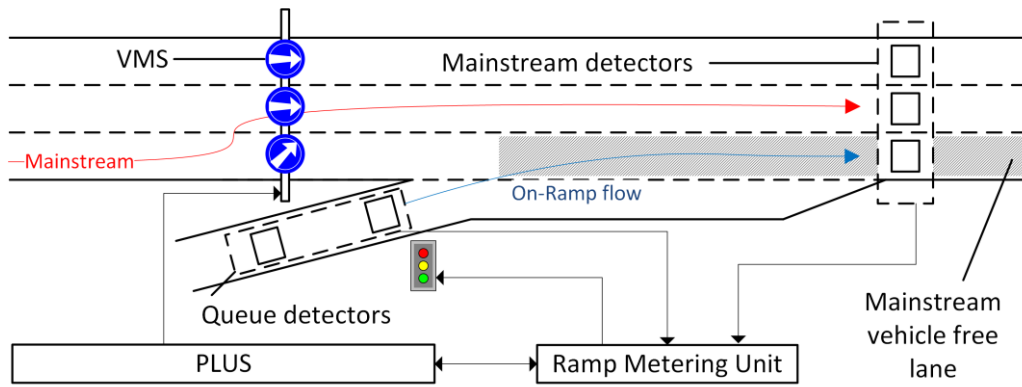 VMS
Mainstream detectors
Mainstream
On-Ramp flow
Queue detectors
Mainstream
vehicle free
lane
PLUS
Ramp Metering Unit